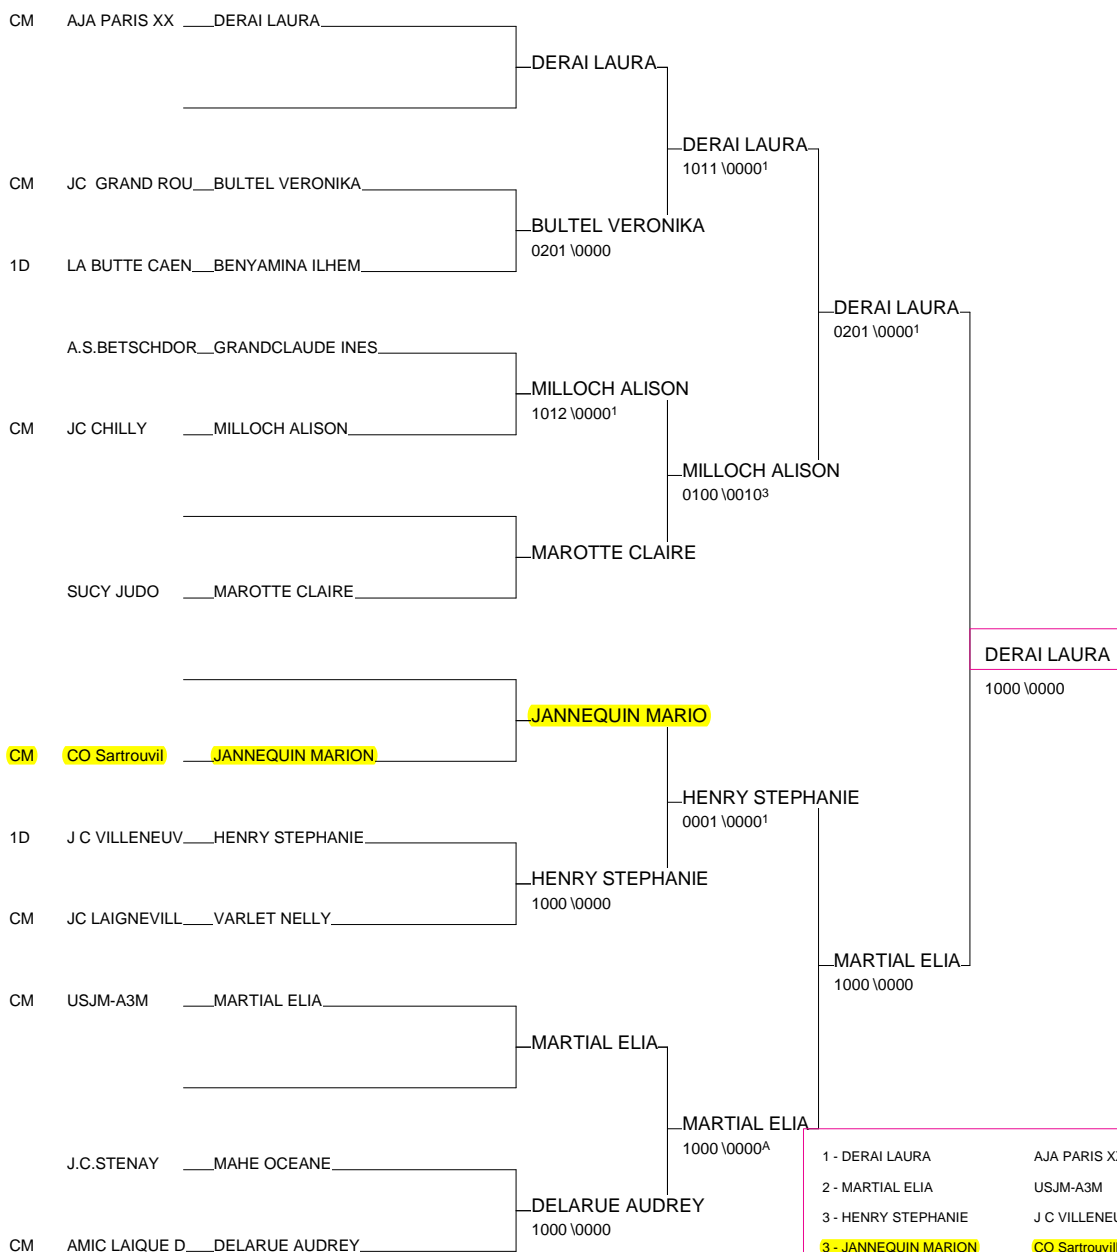 CM AJA PARIS XX DERAI LAURA
DERAI LAURA
DERAI LAURA
1011 \0000¹
CM JC GRAND ROU BULTEL VERONIKA
BULTEL VERONIKA
0201 \0000
1D LA BUTTE CAEN BENYAMINA ILHEM
DERAI LAURA
0201 \0000¹
A.S.BETSCHDOR GRANDCLAUDE INES
MILLOCH ALISON
1012 \0000¹
CM JC CHILLY MILLOCH ALISON
MILLOCH ALISON
0100 \0010³
MAROTTE CLAIRE
SUCY JUDO MAROTTE CLAIRE
DERAI LAURA
1000 \0000
JANNEQUIN MARIO
CM CO Sartrouvil JANNEQUIN MARION
HENRY STEPHANIE
0001 \0000¹
1D J C VILLENEUV HENRY STEPHANIE
HENRY STEPHANIE
1000 \0000
CM JC LAIGNEVILL VARLET NELLY
MARTIAL ELIA
1000 \0000
CM USJM-A3M MARTIAL ELIA
MARTIAL ELIA
MARTIAL ELIA
1000 \0000ᴬ
J.C.STENAY MAHE OCEANE
DELARUE AUDREY
1000 \0000
CM AMIC LAIQUE D DELARUE AUDREY
1 - DERAI LAURA AJA PARIS
2 - MARTIAL ELIA USJM-A3M
3 - HENRY STEPHANIE J C
3 - JANNEQUIN MARION CO